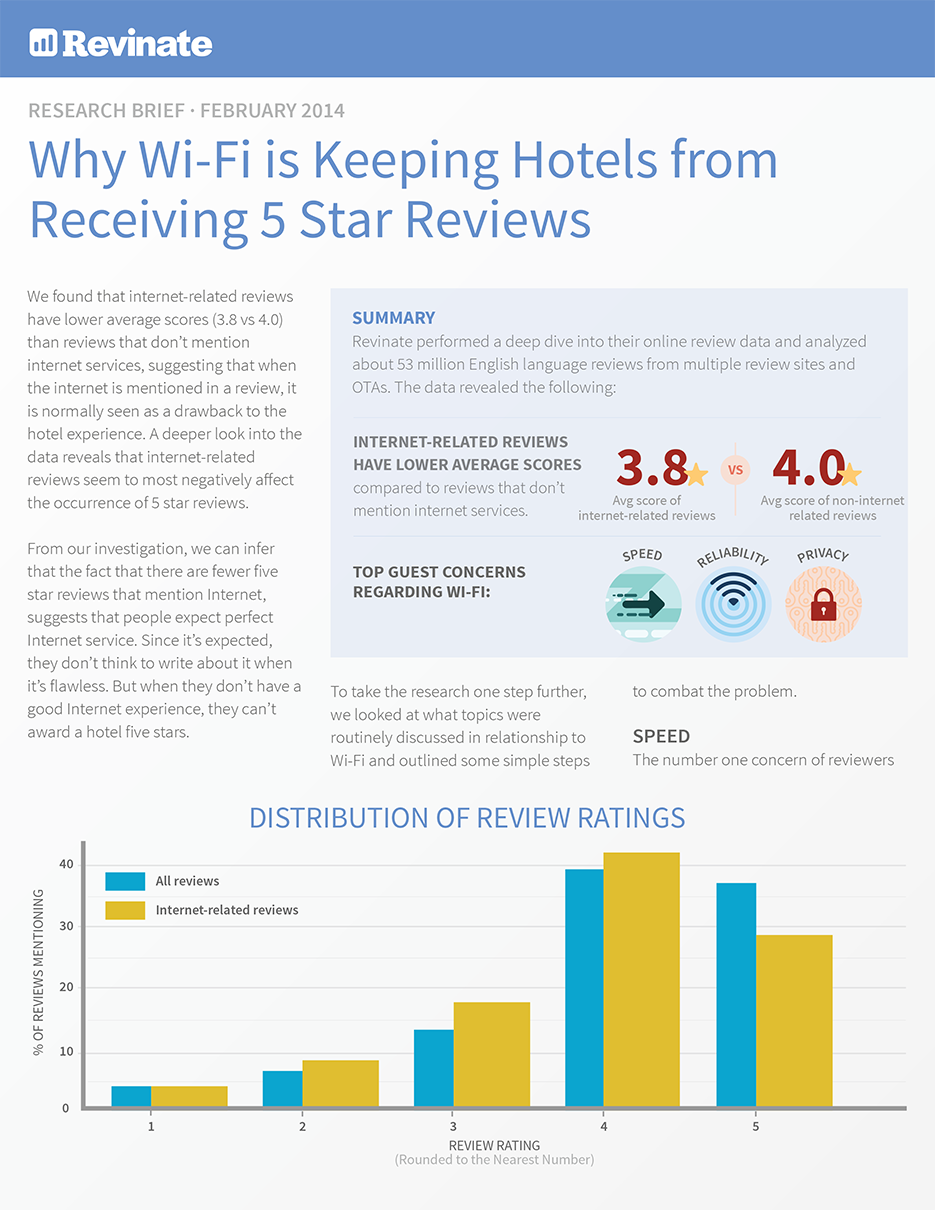 Revinate
RESEARCH BRIEF · FEBRUARY 2014
Why Wi-Fi is Keeping Hotels from
Receiving 5 Star Reviews
We found that internet-related reviews
have lower average scores (3.8 vs 4.0)
than reviews that don’t mention
internet services, suggesting that when
the internet is mentioned in a review, it
is normally seen as a drawback to the
hotel experience. A deeper look into the
data reveals that internet-related
reviews seem to most negatively affect
the occurrence of 5 star reviews.
From our investigation, we can infer
that the fact that there are fewer five
star reviews that mention Internet,
suggests that people expect perfect
Internet service. Since it’s expected,
they don’t think to write about it when
it’s flawless. But when they don’t have a
good Internet experience, they can’t
award a hotel five stars.
SUMMARY
Revinate performed a deep dive into their online review data and analyzed
about 53 million English language reviews from multiple review sites and
OTAs. The data revealed the following:
INTERNET-RELATED REVIEWS
HAVE LOWER AVERAGE SCORES
compared to reviews that don’t
mention internet services.
3.8
Avg score of
internet-related reviews
VS
4.0
Avg score of non-internet
related reviews
TOP GUEST CONCERNS
REGARDING WI-FI:
SPEED
RELIABILITY
PRIVACY
To take the research one step further,
we looked at what topics were
routinely discussed in relationship to
Wi-Fi and outlined some simple steps
to combat the problem.
SPEED
The number one concern of reviewers
DISTRIBUTION OF REVIEW RATINGS
All reviews
Internet-related reviews
% OF REVIEWS MENTIONING
40
30
20
10
0
1
2
3
4
5
REVIEW RATING
(Rounded to the Nearest Number)